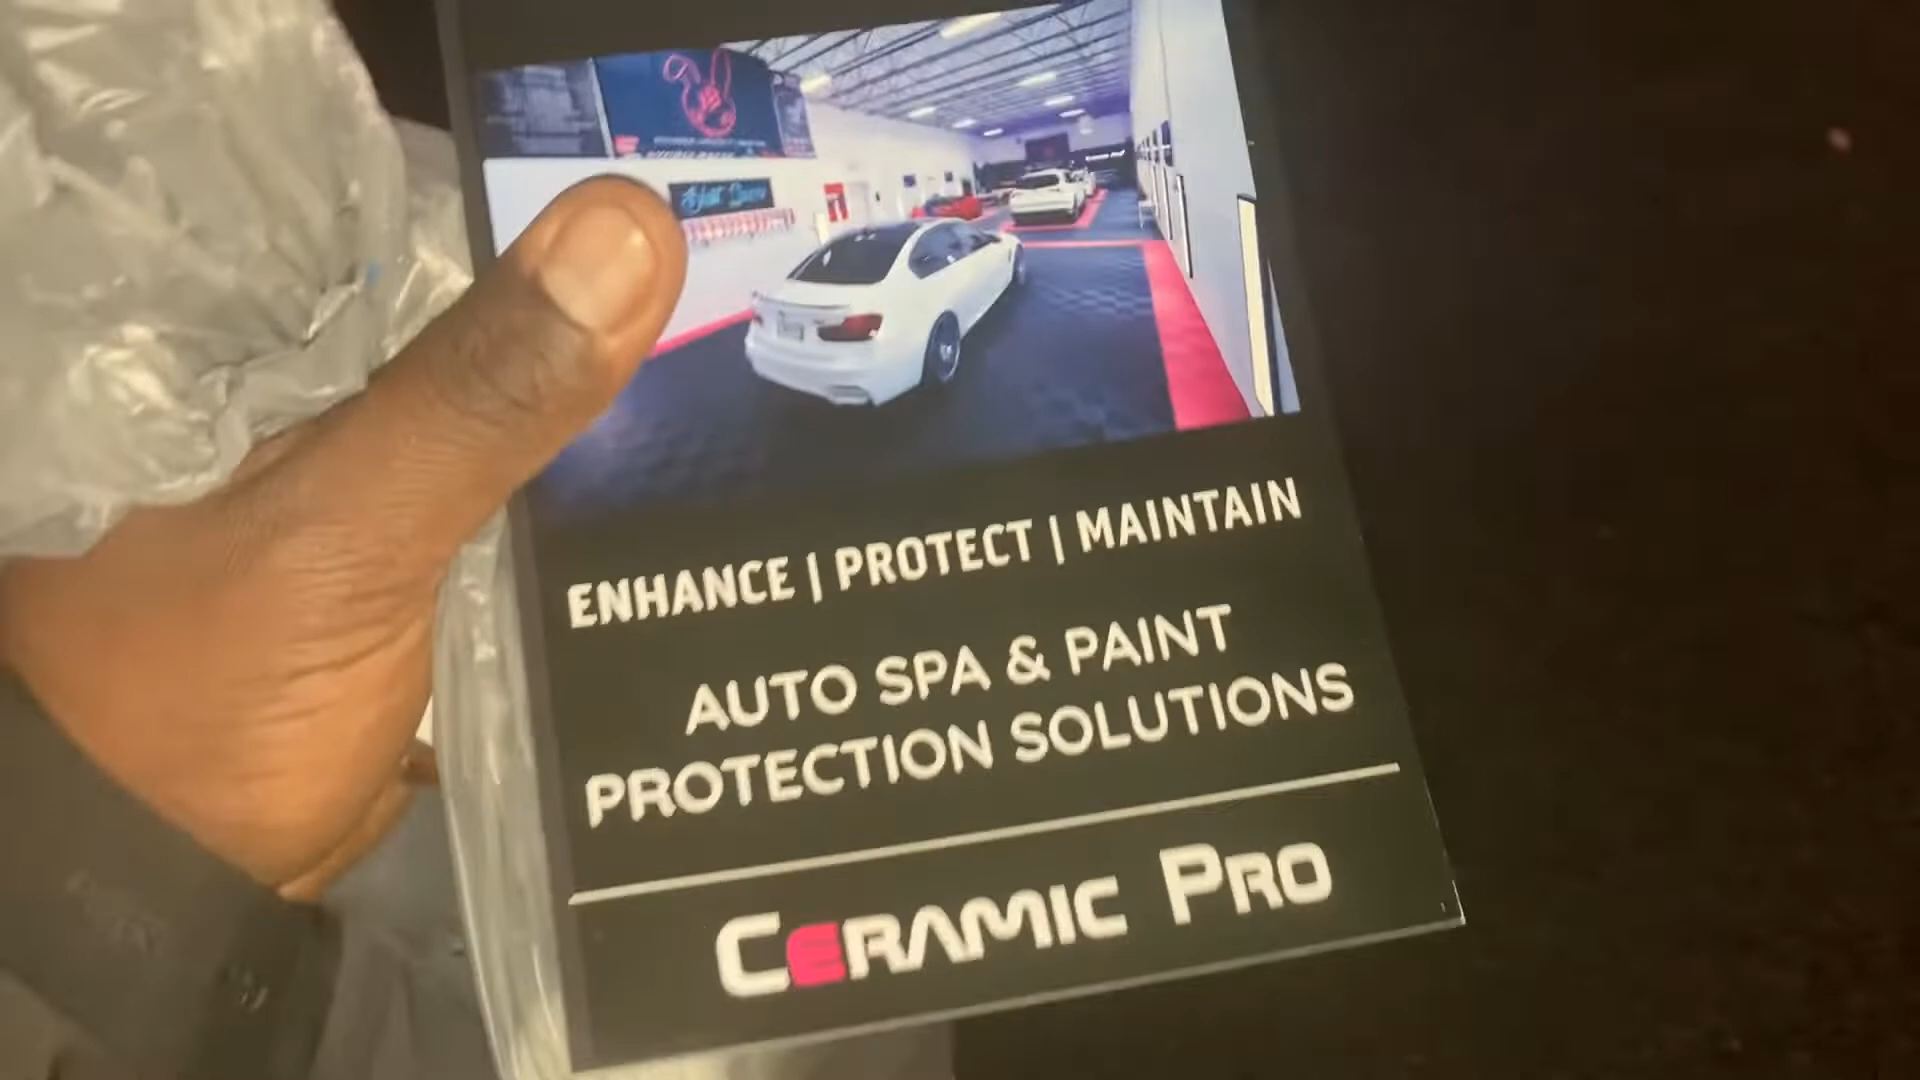 ENHANCE | PROTECT | MAINTAIN
AUTO SPA & PAINT
PROTECTION SOLUTIONS
CERAMIC PRO